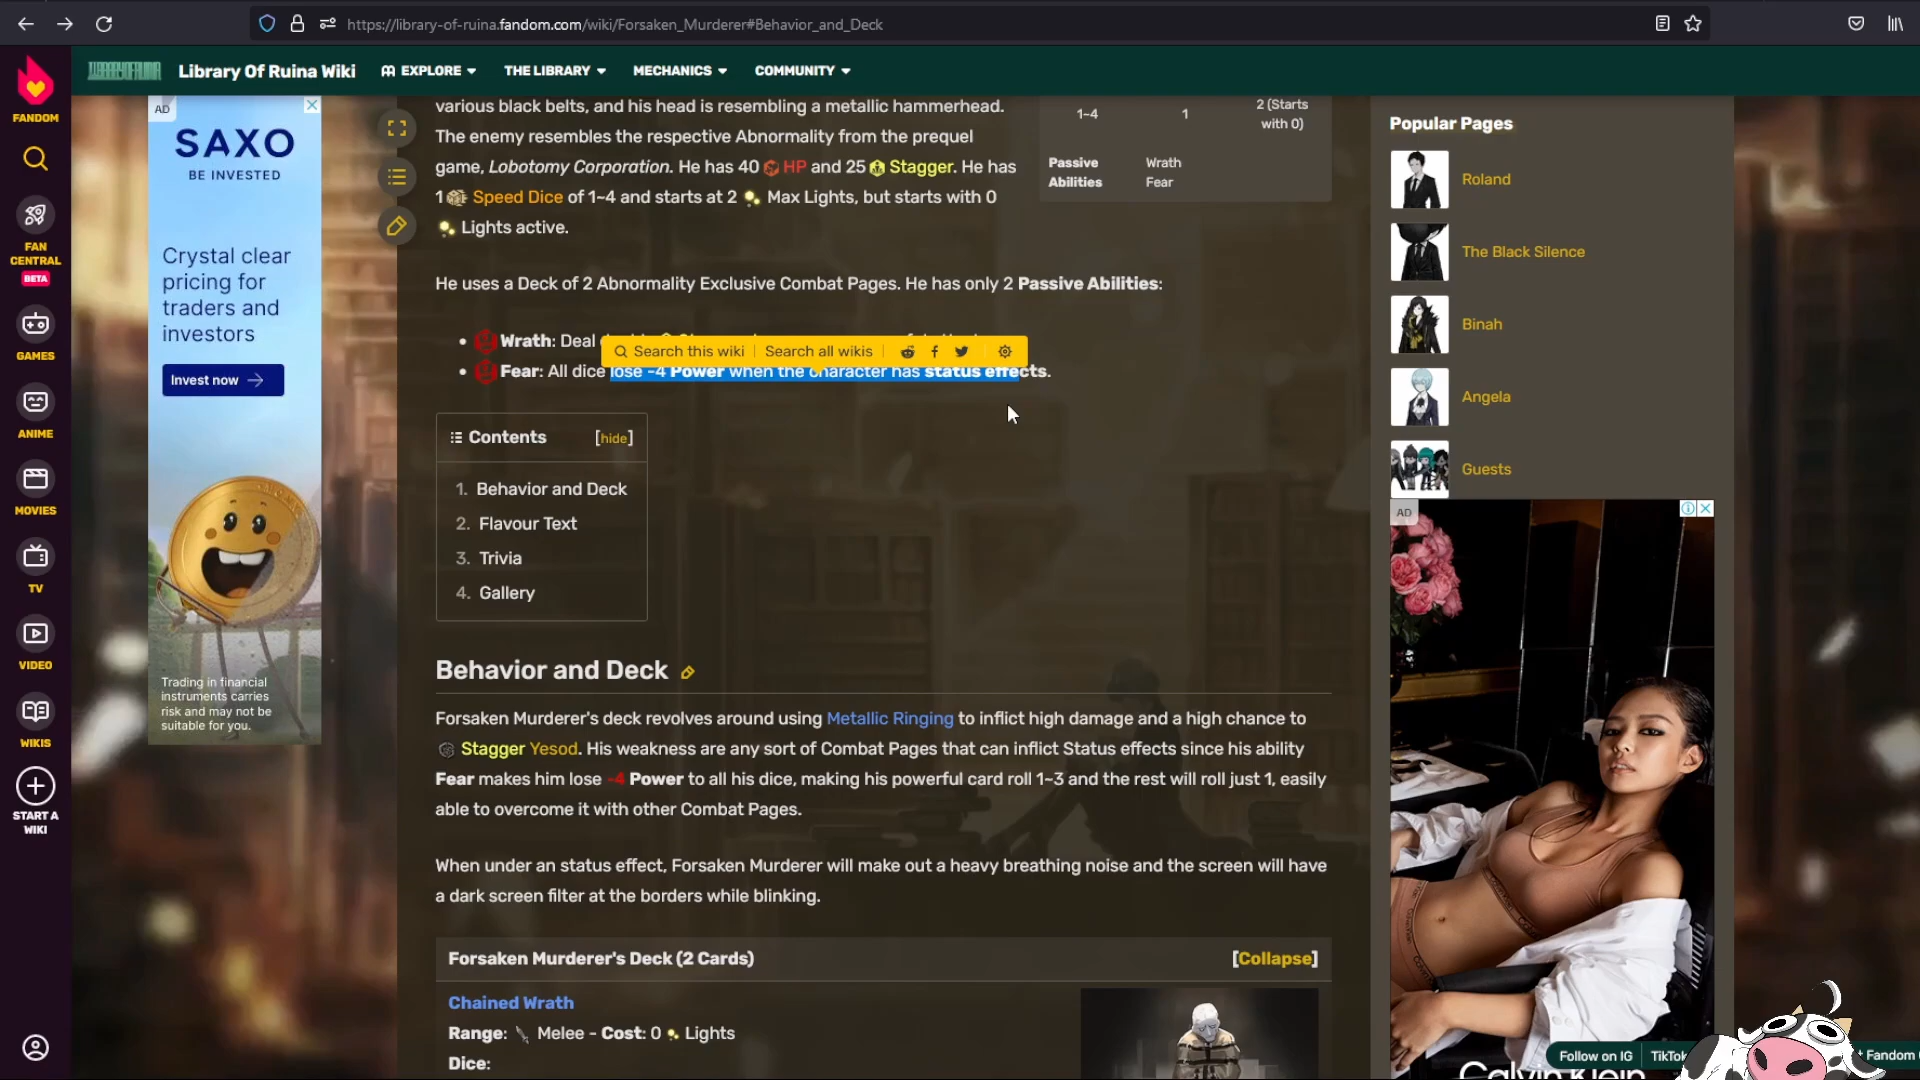 https://library-of-ruina.fandom.com/wiki/Forsaken_Murderer#Behavior_and_Deck
Library Of Ruina Wiki
EXPLORE
THE LIBRARY
MECHANICS
COMMUNITY
FANDOM
FAN CENTRAL
BETA
GAMES
ANIME
MOVIES
TV
VIDEO
WIKIS
START A WIKI
AD
SAXO
BE INVESTED
Crystal clear
pricing for
traders and
investors
Invest now
Trading in financial
instruments carries
risk and may not be
suitable for you.
various black belts, and his head is resembling a metallic hammerhead.
The enemy resembles the respective Abnormality from the prequel
game, Lobotomy Corporation. He has 40 HP and 25 Stagger. He has
1 Speed Dice of 1~4 and starts at 2 Max Lights, but starts with 0
Lights active.
1~4
1
2 (Starts
with 0)
Passive
Abilities
Wrath
Fear
He uses a Deck of 2 Abnormality Exclusive Combat Pages. He has only 2 Passive Abilities:
Wrath: Deal
Search this wiki
Search all wikis
Fear: All dice lose -4 Power when the character has status effects.
Contents [hide]
1. Behavior and Deck
2. Flavour Text
3. Trivia
4. Gallery
Behavior and Deck
Forsaken Murderer's deck revolves around using Metallic Ringing to inflict high damage and a high chance to
Stagger Yesod. His weakness are any sort of Combat Pages that can inflict Status effects since his ability
Fear makes him lose -4 Power to all his dice, making his powerful card roll 1~3 and the rest will roll just 1, easily
able to overcome it with other Combat Pages.
When under an status effect, Forsaken Murderer will make out a heavy breathing noise and the screen will have
a dark screen filter at the borders while blinking.
Forsaken Murderer's Deck (2 Cards) [Collapse]
Chained Wrath
Range: Melee - Cost: 0 Lights
Dice:
Popular Pages
Roland
The Black Silence
Binah
Angela
Guests
AD
Calvin Klein
Follow on IG
TikTok
Fandom